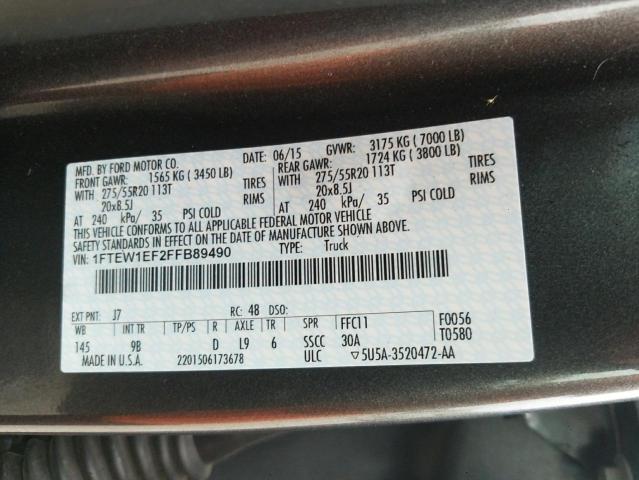 MFD. BY FORD MOTOR CO. DATE: 06/15 GVWR: 3175 KG ( 7000 LB)
FRONT GAWR: 1565 KG ( 3450 LB) REAR GAWR: 1724 KG ( 3800 LB)
WITH 275/55R20 113T TIRES WITH 275/55R20 113T TIRES
20x8.5J RIMS 20x8.5J RIMS
AT 240 kPa/ 35 PSI COLD AT 240 kPa/ 35 PSI COLD
THIS VEHICLE CONFORMS TO ALL APPLICABLE FEDERAL MOTOR VEHICLE
SAFETY STANDARDS IN EFFECT ON THE DATE OF MANUFACTURE SHOWN ABOVE
VIN: 1FTEW1EF2FFB89490 TYPE: Truck
EXT PNT: J7 RC: 48 DSO:
WB INT TR TP/PS R AXLE TR SPR FFC11 F0056
145 9B D L9 6 SSCC 30A T0580
MADE IN U.S.A. 2201506173678 ULC ▽5U5A-3520472-AA